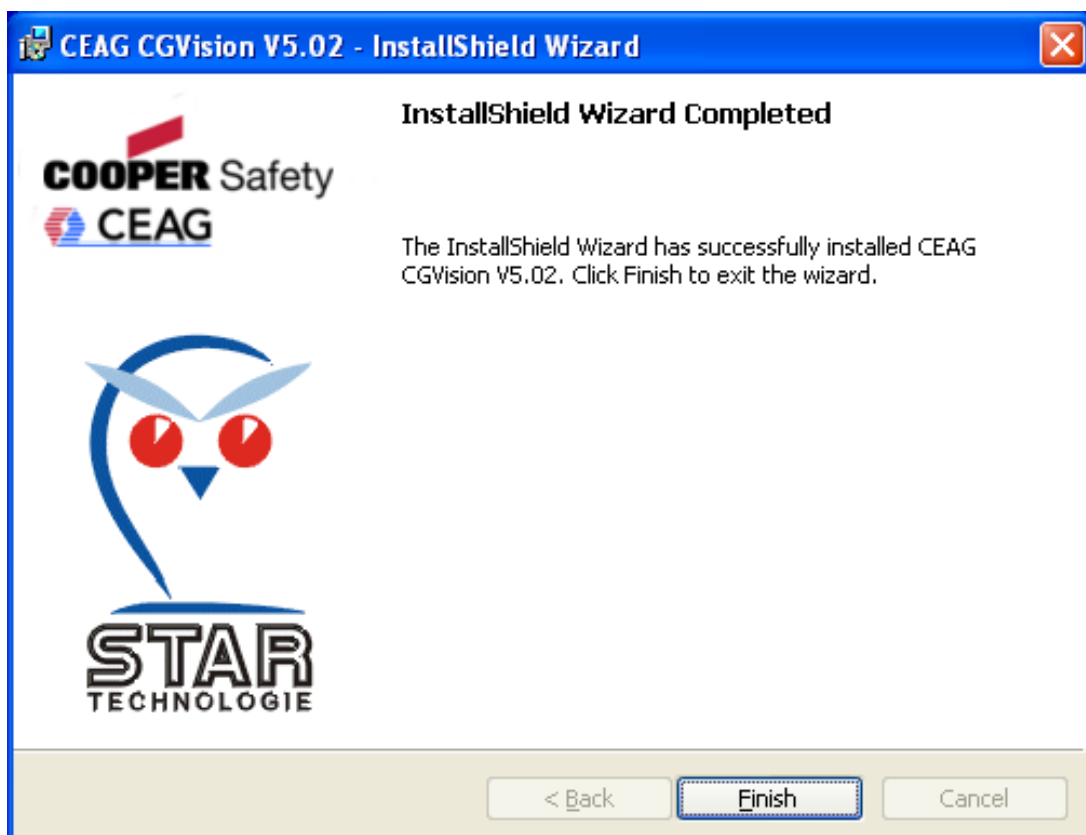 CEAG CGVision V5.02 - InstallShield Wizard
COOPER Safety
CEAG
InstallShield Wizard Completed
The InstallShield Wizard has successfully installed CEAG
CGVision V5.02. Click Finish to exit the wizard.
STAR
TECHNOLOGIE
< Back
Finish
Cancel